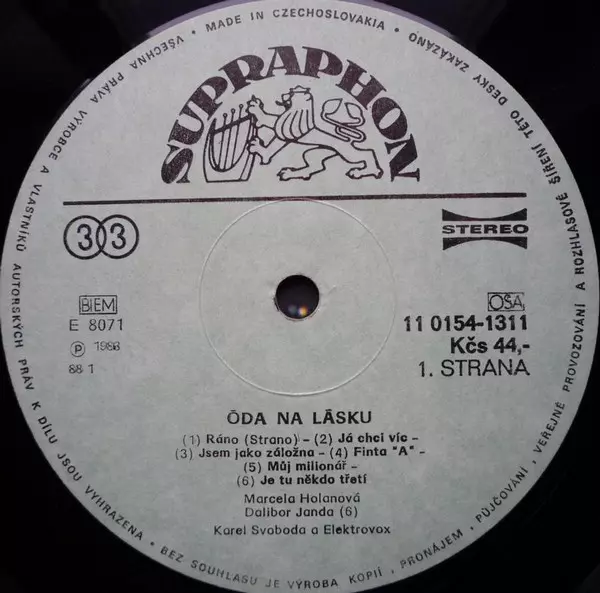 VŠECHNA PRÁVA VÝROBCE A VLASTNÍKŮ AUTORSKÝCH PRÁV K DÍLU JSOU VYHRAZENA • BEZ SOUHLASU JE VÝROBA KOPIÍ, PRONÁJEM, PŮJČOVÁNÍ, VEŘEJNÉ PROVOZOVÁNÍ A ROZHLASOVÉ ŠÍŘENÍ TÉTO DESKY ZAKÁZÁNO • MADE IN CZECHOSLOVAKIA •
SUPRAPHON
33
STEREO
BIEM
OSA
E 8071
11 0154-1311
Ⓟ 1988
Kčs 44,-
88 1
1. STRANA
ÓDA NA LÁSKU
(1) Ráno (Strano) – (2) Já chci víc –
(3) Jsem jako záložna – (4) Finta "A" –
(5) Můj milionář –
(6) Je tu někdo třetí
Marcela Holanová
Dalibor Janda (6)
Karel Svoboda a Elektrovox